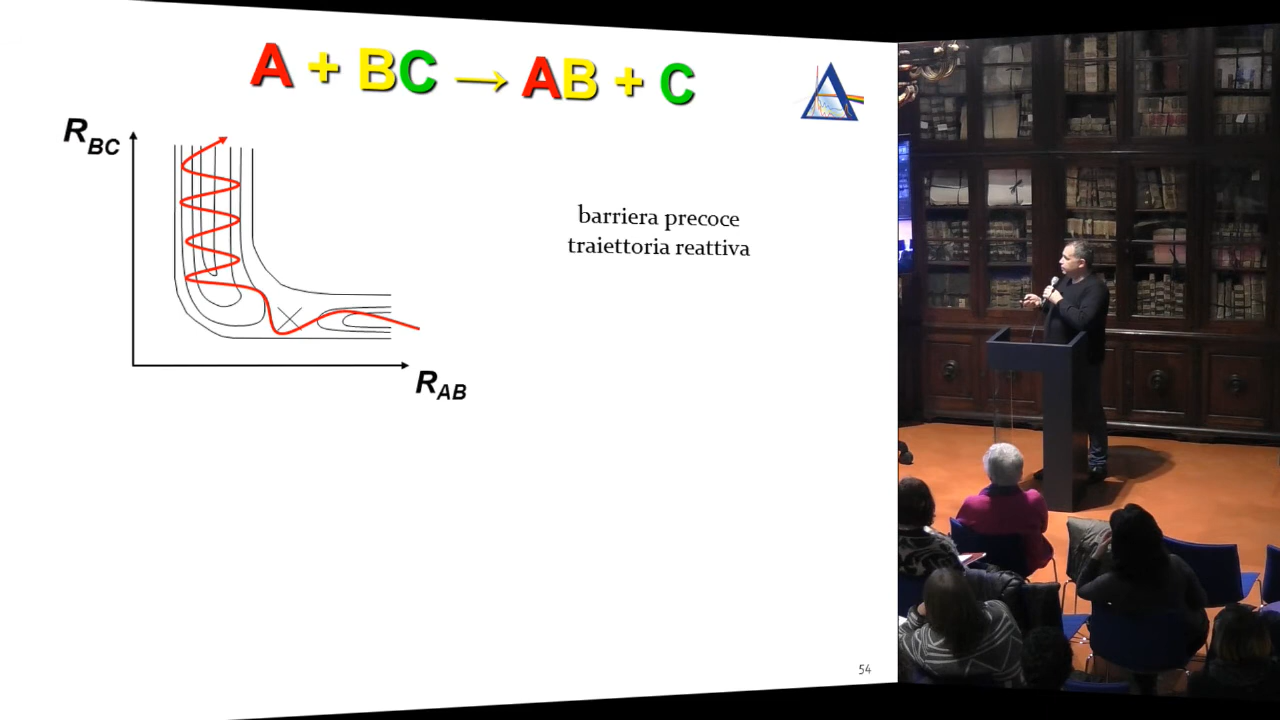 A + BC → AB + C
R_BC
barriera precoce
traiettoria reattiva
R_AB
54